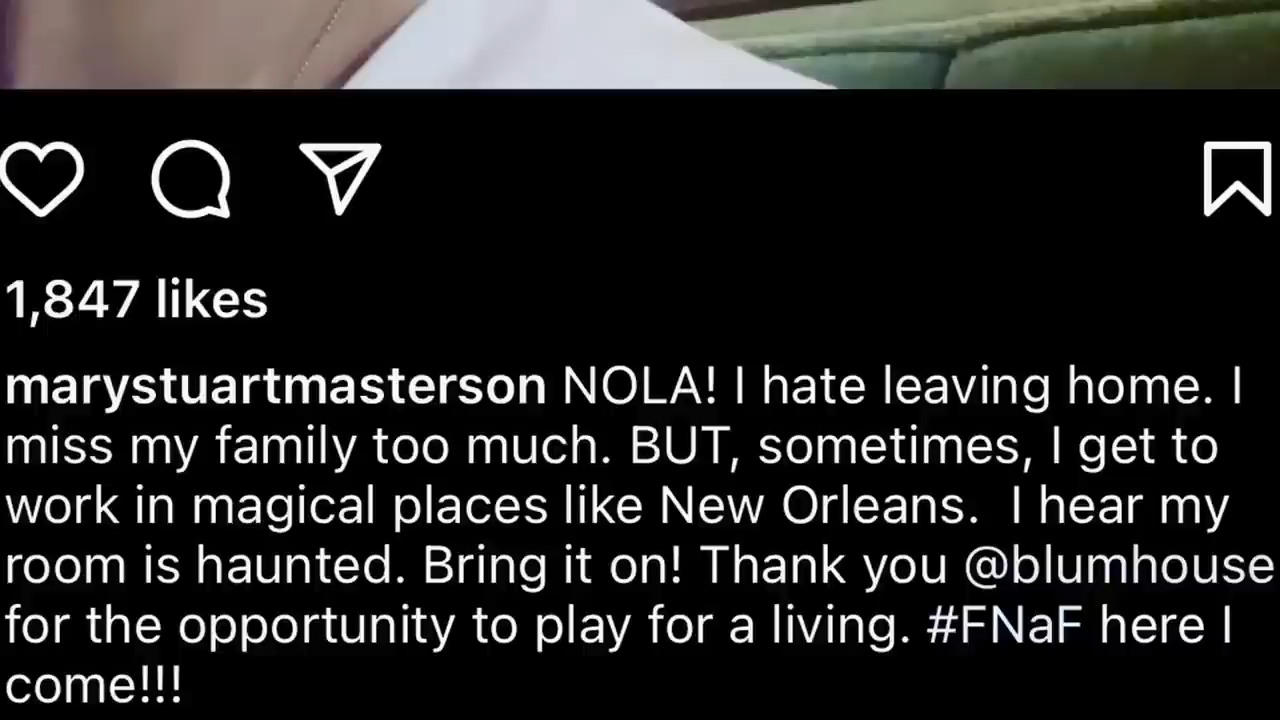 1,847 likes
marystuartmasterson NOLA! I hate leaving home. I
miss my family too much. BUT, sometimes, I get to
work in magical places like New Orleans.  I hear my
room is haunted. Bring it on! Thank you @blumhouse
for the opportunity to play for a living. #FNaF here I
come!!!